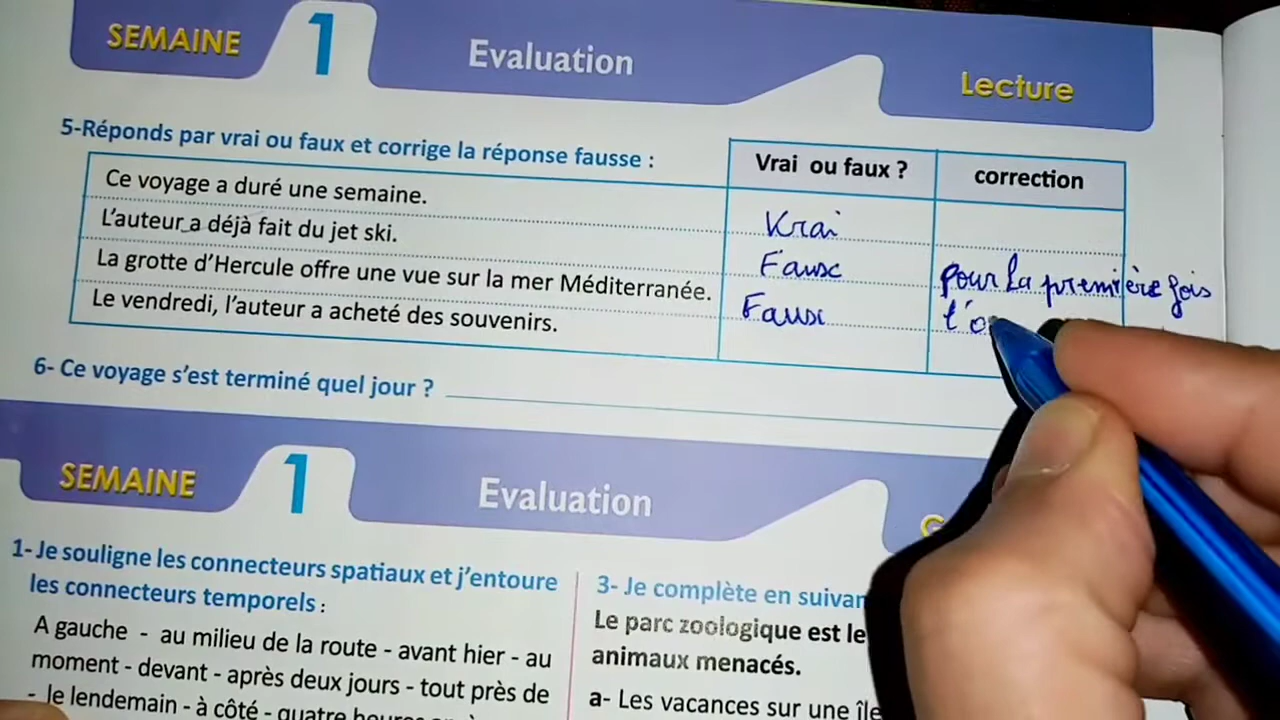 SEMAINE 1 Evaluation Lecture
5-Réponds par vrai ou faux et corrige la réponse fausse :
Vrai ou faux ? correction
Ce voyage a duré une semaine. Vrai
L'auteur a déjà fait du jet ski. Faux pour la première fois
La grotte d'Hercule offre une vue sur la mer Méditerranée. Faux l'o
Le vendredi, l'auteur a acheté des souvenirs.
6- Ce voyage s'est terminé quel jour ?
SEMAINE 1 Evaluation
1- Je souligne les connecteurs spatiaux et j'entoure
les connecteurs temporels :
A gauche - au milieu de la route - avant hier - au
moment - devant - après deux jours - tout près de
- le lendemain - à côté - quatre heures
3- Je complète en suivan
Le parc zoologique est le
animaux menacés.
a- Les vacances sur une île